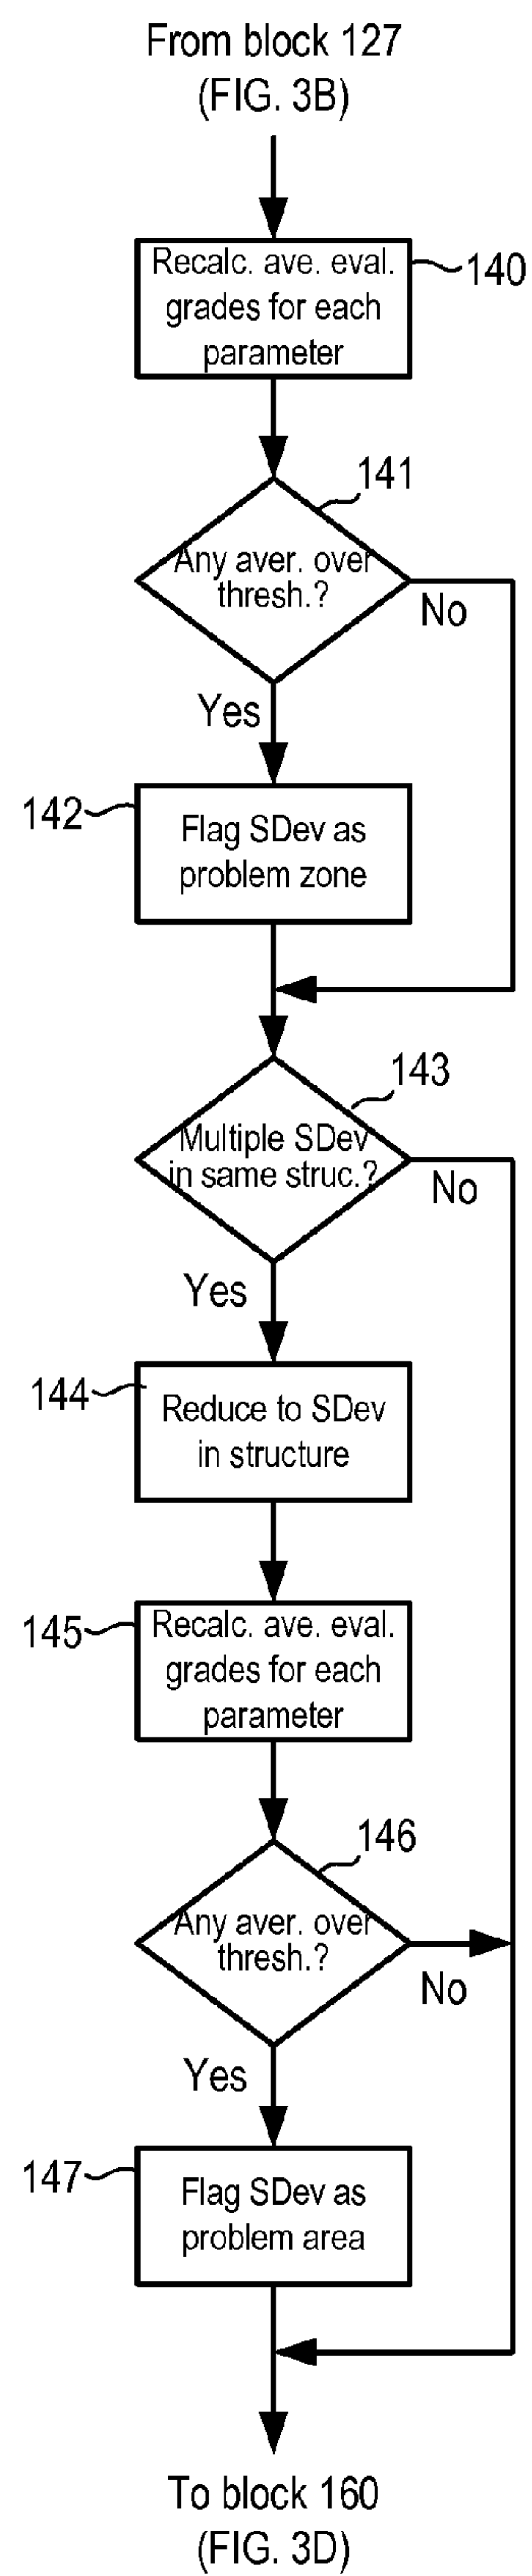 From block 127
(FIG. 3B)
Recalc. ave. eval.
grades for each
parameter
140
141
Any aver. over
thresh.?
No
Yes
142
Flag SDev as
problem zone
143
Multiple SDev
in same struc.?
No
Yes
144
Reduce to SDev
in structure
145
Recalc. ave. eval.
grades for each
parameter
146
Any aver. over
thresh.?
No
Yes
147
Flag SDev as
problem area
To block 160
(FIG. 3D)